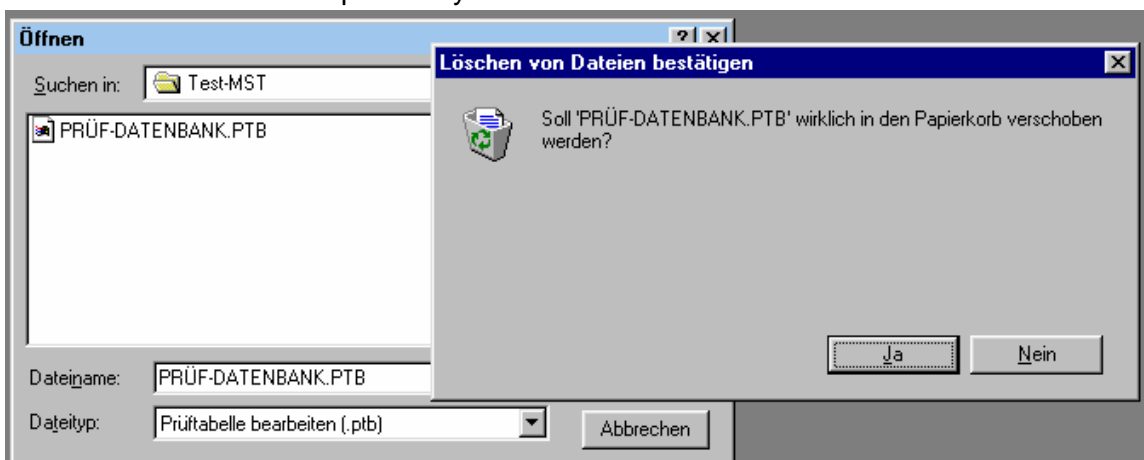 Öffnen
Suchen in: Test-MST
PRÜF-DATENBANK.PTB
Dateiname: PRÜF-DATENBANK.PTB
Dateityp: Prüftabelle bearbeiten (.ptb)
Abbrechen
Löschen von Dateien bestätigen
Soll 'PRÜF-DATENBANK.PTB' wirklich in den Papierkorb verschoben
werden?
Ja Nein